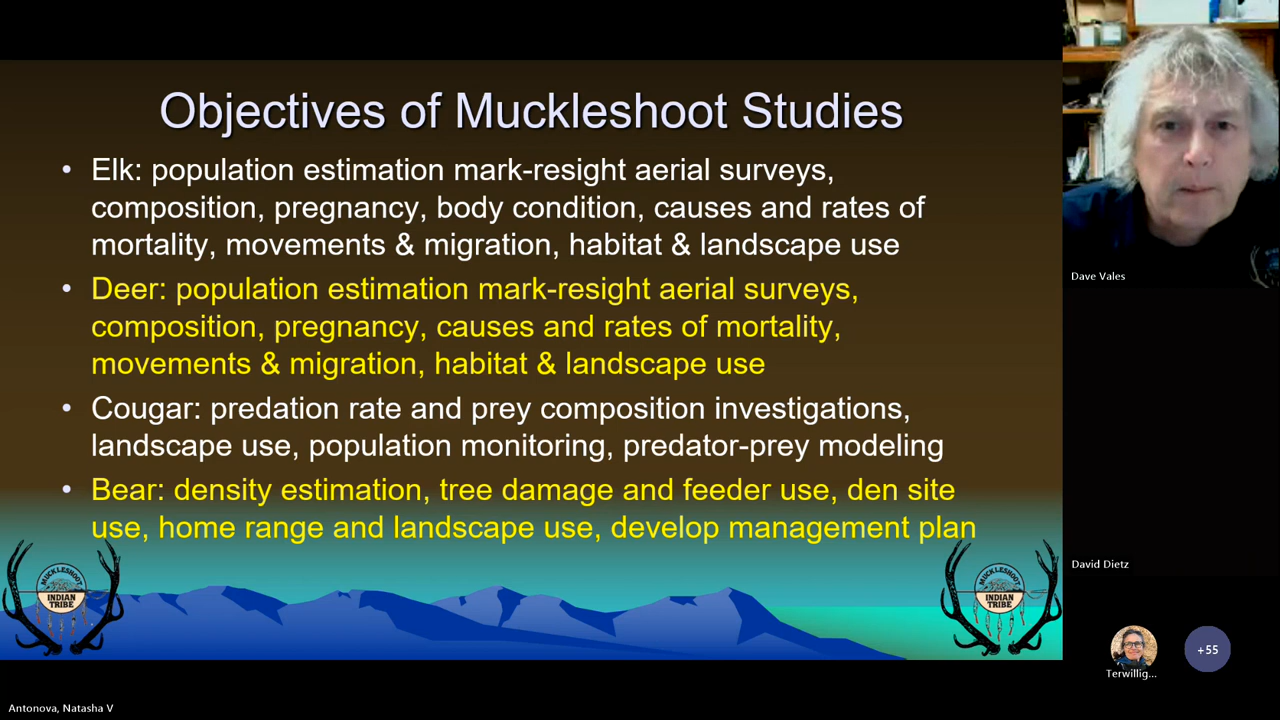 Objectives of Muckleshoot Studies
• Elk: population estimation mark-resight aerial surveys,
composition, pregnancy, body condition, causes and rates of
mortality, movements & migration, habitat & landscape use
• Deer: population estimation mark-resight aerial surveys,
composition, pregnancy, causes and rates of mortality,
movements & migration, habitat & landscape use
• Cougar: predation rate and prey composition investigations,
landscape use, population monitoring, predator-prey modeling
• Bear: density estimation, tree damage and feeder use, den site
use, home range and landscape use, develop management plan
MUCKLESHOOT
INDIAN
TRIBE
MUCKLESHOOT
INDIAN
TRIBE
Dave Vales
David Dietz
Terwillig...
+55
Antonova, Natasha V